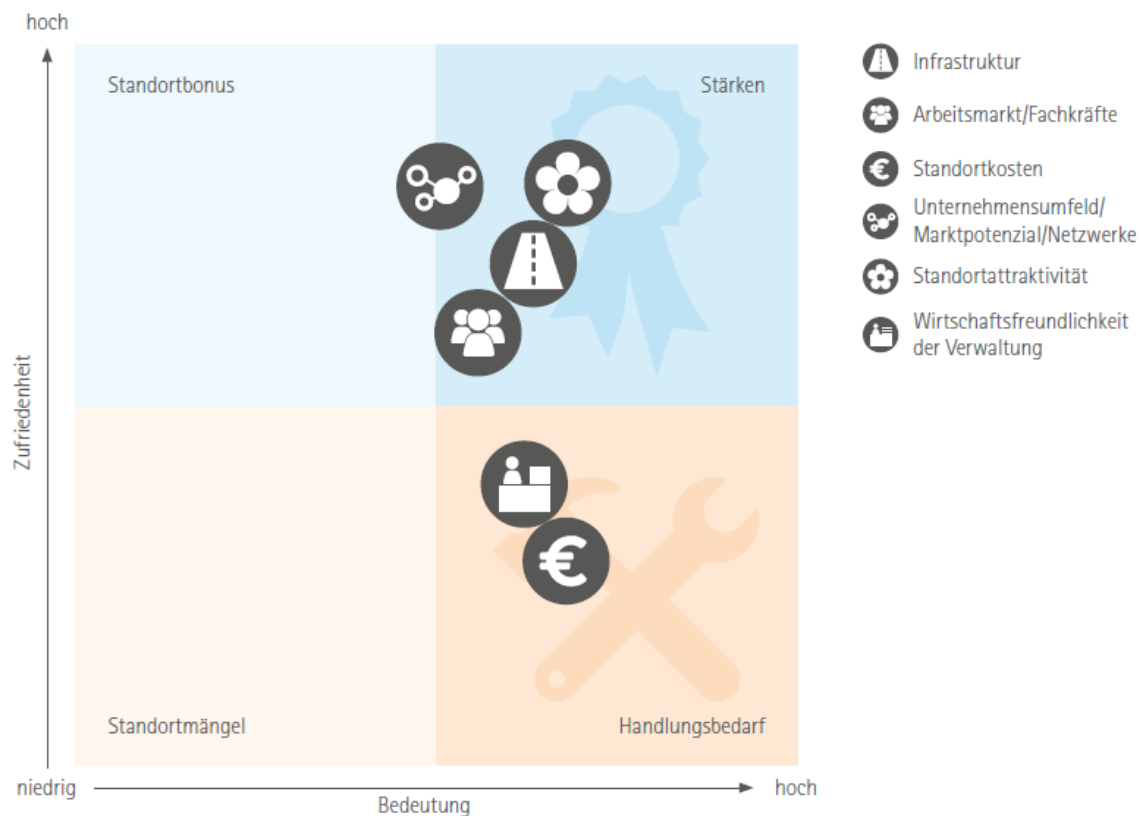 hoch
Standortbonus
Stärken
Infrastruktur
Arbeitsmarkt/Fachkräfte
€ Standortkosten
Unternehmensumfeld/
Marktpotenzial/Netzwerke
Standortattraktivität
Wirtschaftsfreundlichkeit
der Verwaltung
Zufriedenheit
€
Standortmängel
Handlungsbedarf
niedrig
hoch
Bedeutung